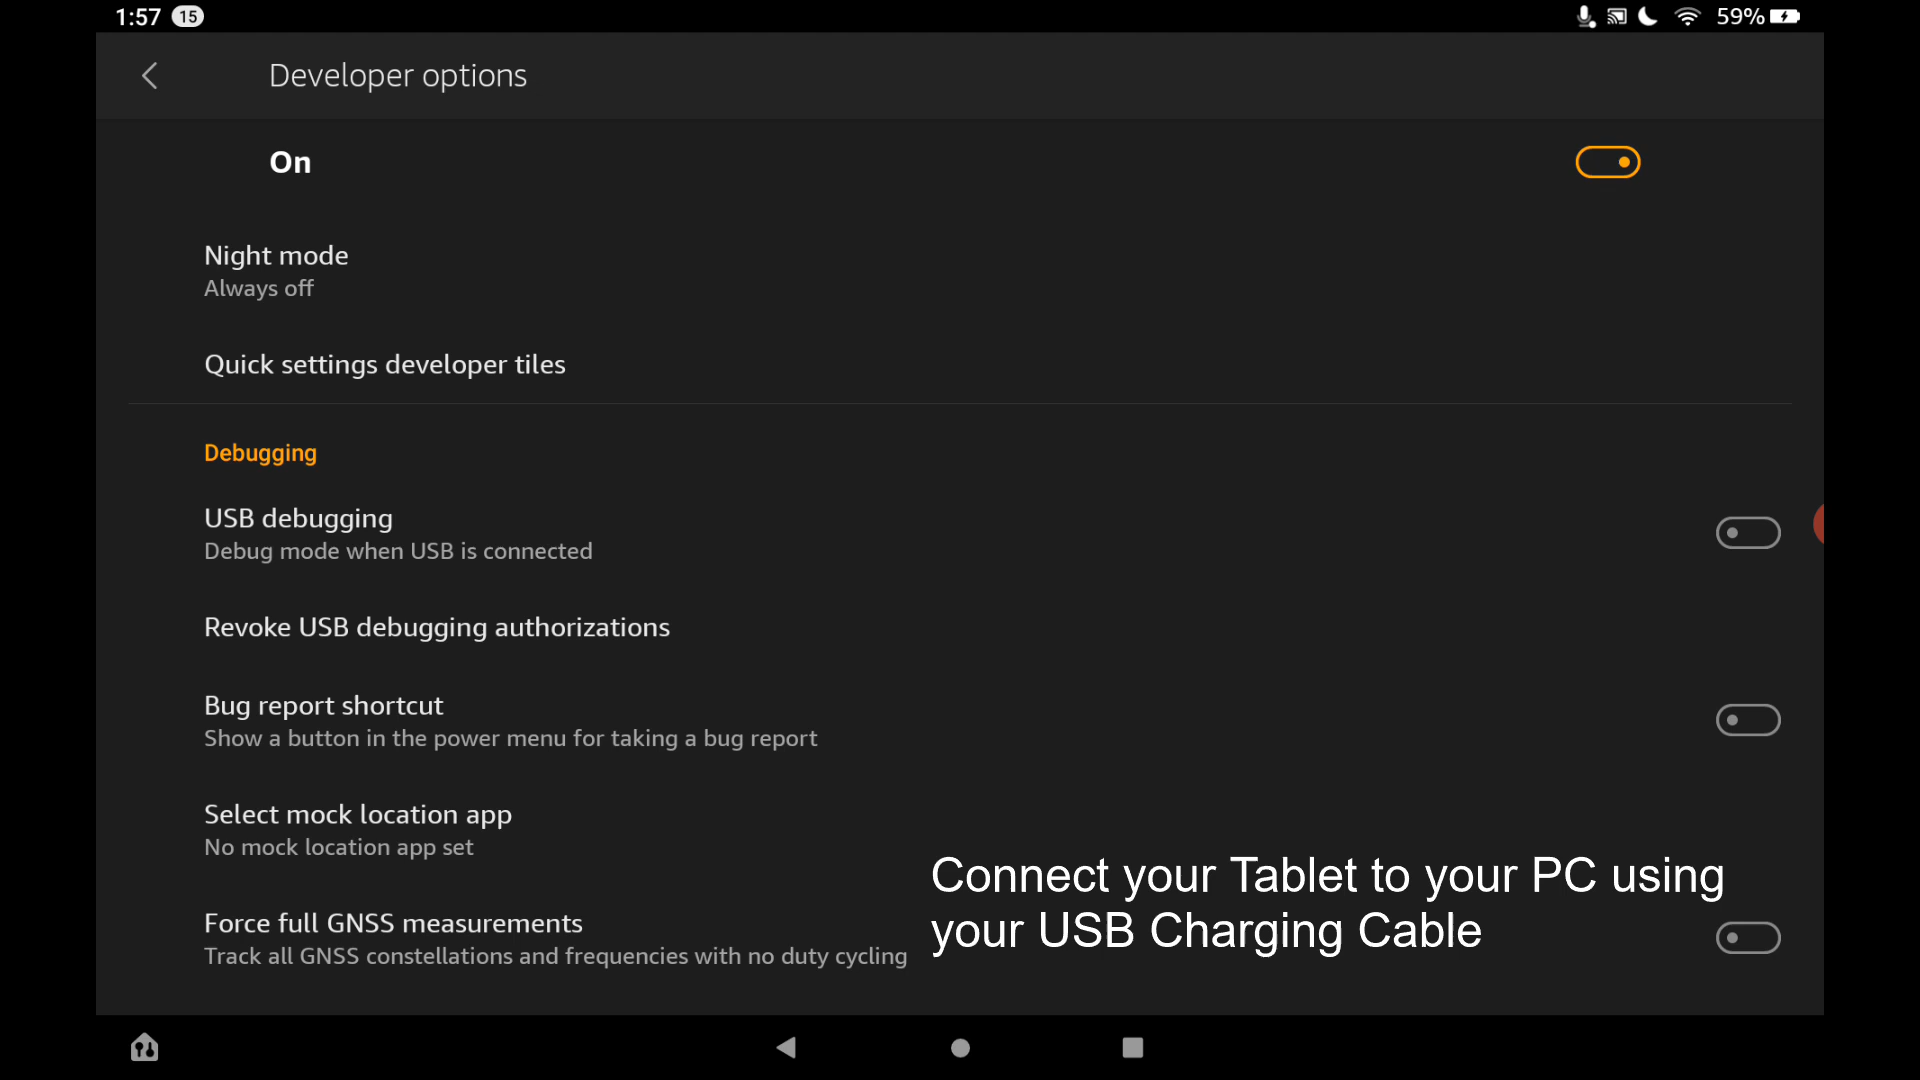 1:57 15 59%
Developer options
On
Night mode
Always off
Quick settings developer tiles
Debugging
USB debugging
Debug mode when USB is connected
Revoke USB debugging authorizations
Bug report shortcut
Show a button in the power menu for taking a bug report
Select mock location app
No mock location app set
Force full GNSS measurements
Track all GNSS constellations and frequencies with no duty cycling
Connect your Tablet to your PC using
your USB Charging Cable